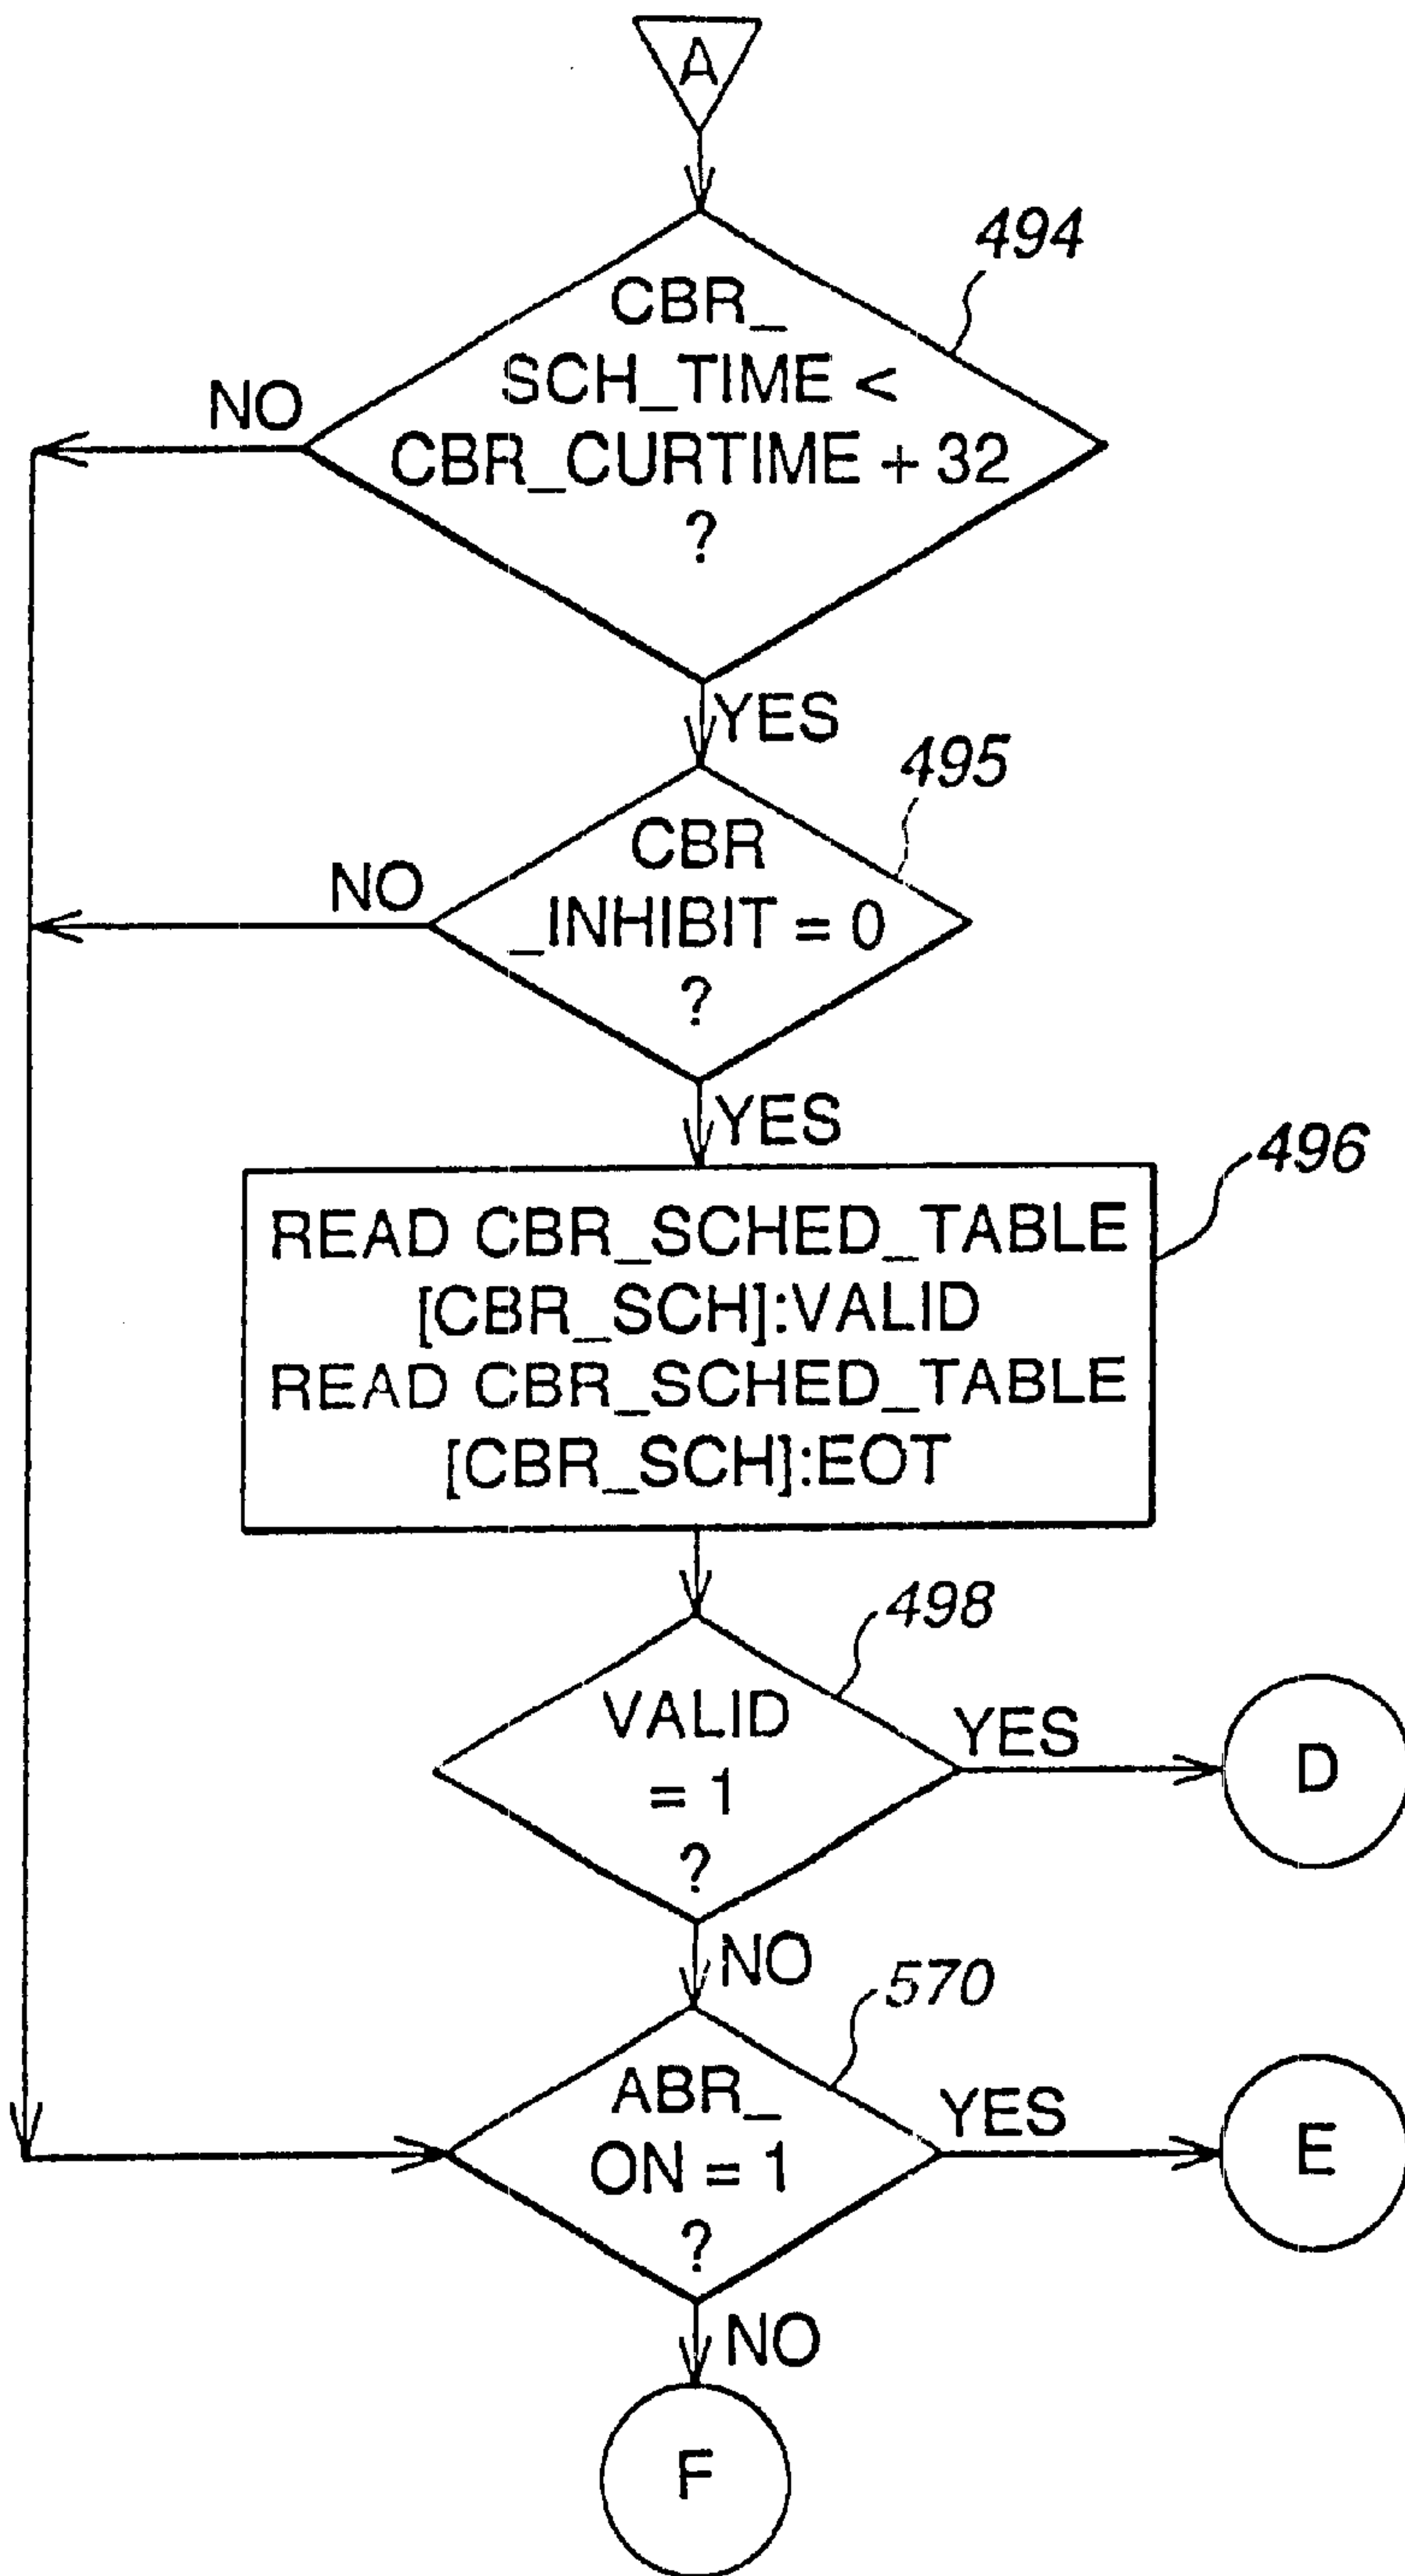 A
494
CBR_
SCH_TIME <
CBR_CURTIME + 32
?
NO
YES
495
CBR
_INHIBIT = 0
?
NO
YES
496
READ CBR_SCHED_TABLE
[CBR_SCH]:VALID
READ CBR_SCHED_TABLE
[CBR_SCH]:EOT
498
VALID
= 1
?
YES
D
NO
570
ABR_
ON = 1
?
YES
E
NO
F